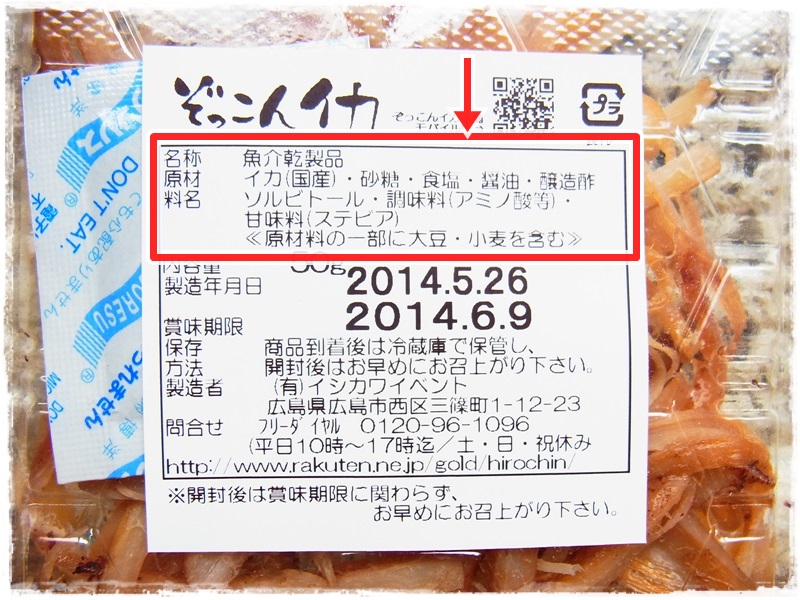 ぞっこんイカ
プラ
名称 魚介乾製品
原材 イカ(国産)・砂糖・食塩・醤油・醸造酢
料名 ソルビトール・調味料(アミノ酸等)・
甘味料(ステビア)
≪原材料の一部に大豆・小麦を含む≫
内容量 50g
製造年月日 2014.5.26
賞味期限 2014.6.9
保存 商品到着後は冷蔵庫で保管し、
方法 開封後はお早めにお召上がり下さい。
製造者 (有)イシカワイベント
広島県広島市西区三篠町1-12-23
問合せ フリーダイヤル 0120-96-1096
(平日10時～17時迄／土・日・祝休み
http://www.rakuten.ne.jp/gold/hirochin/
※開封後は賞味期限に関わらず、
お早めにお召上がり下さい。
DON'T EAT.
られません